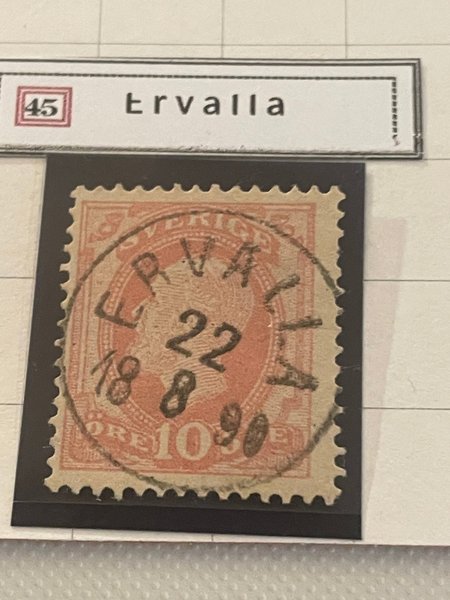 45 Ervalla
SVERIGE
ERVALLA
22
18 8 90
ÖRE 10 ÖRE